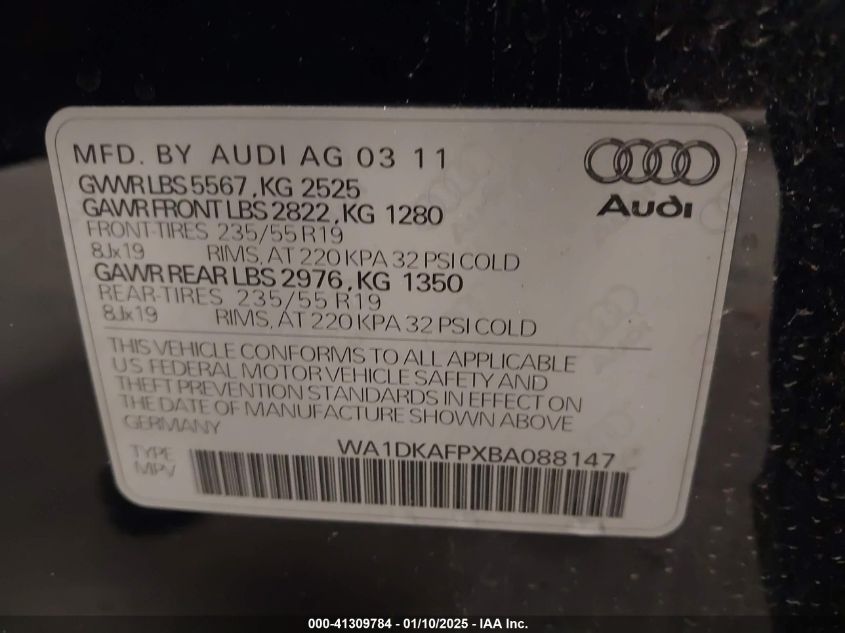 MFD. BY AUDI AG 03 11
GVWR LBS 5567, KG 2525
GAWR FRONT LBS 2822, KG 1280
FRONT-TIRES 235/55 R19
8Jx19 RIMS, AT 220 KPA 32 PSI COLD
GAWR REAR LBS 2976, KG 1350
REAR-TIRES 235/55 R19
8Jx19 RIMS, AT 220 KPA 32 PSI COLD
Audi
THIS VEHICLE CONFORMS TO ALL APPLICABLE
US FEDERAL MOTOR VEHICLE SAFETY AND
THEFT PREVENTION STANDARDS IN EFFECT ON
THE DATE OF MANUFACTURE SHOWN ABOVE
GERMANY
TYPE WA1DKAFPXBA088147
MPV
000-41309784 - 01/10/2025 - IAA Inc.